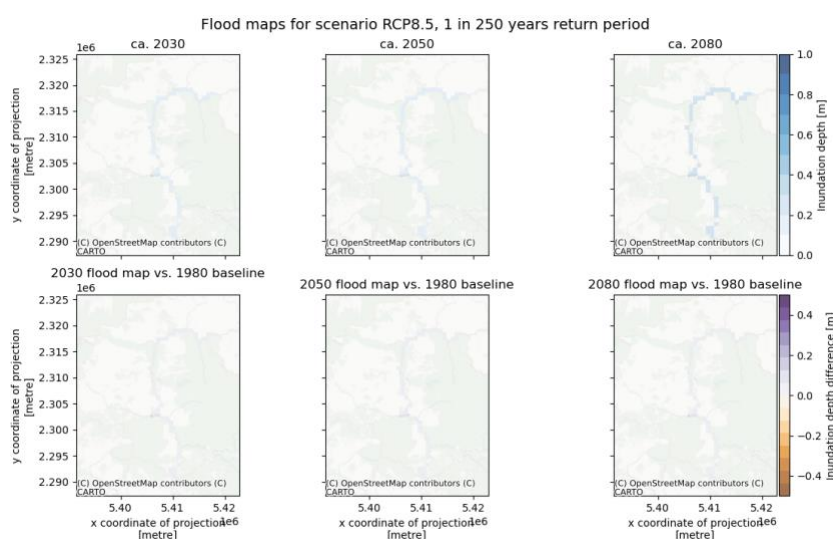 Flood maps for scenario RCP8.5, 1 in 250 years return period
ca. 2030
ca. 2050
ca. 2080
1e6
2.325
2.320
2.315
2.310
2.305
2.300
2.295
2.290
y coordinate of projection
[metre]
(C) OpenStreetMap contributors (C)
CARTO
(C) OpenStreetMap contributors (C)
CARTO
(C) OpenStreetMap contributors (C)
CARTO
1.0
0.8
0.6
0.4
0.2
0.0
Inundation depth [m]
2030 flood map vs. 1980 baseline
2050 flood map vs. 1980 baseline
2080 flood map vs. 1980 baseline
1e6
2.325
2.320
2.315
2.310
2.305
2.300
2.295
2.290
y coordinate of projection
[metre]
(C) OpenStreetMap contributors (C)
CARTO
(C) OpenStreetMap contributors (C)
CARTO
(C) OpenStreetMap contributors (C)
CARTO
0.4
0.2
0.0
−0.2
−0.4
Inundation depth difference [m]
5.40 5.41 5.42
1e6
x coordinate of projection
[metre]
5.40 5.41 5.42
1e6
x coordinate of projection
[metre]
5.40 5.41 5.42
1e6
x coordinate of projection
[metre]